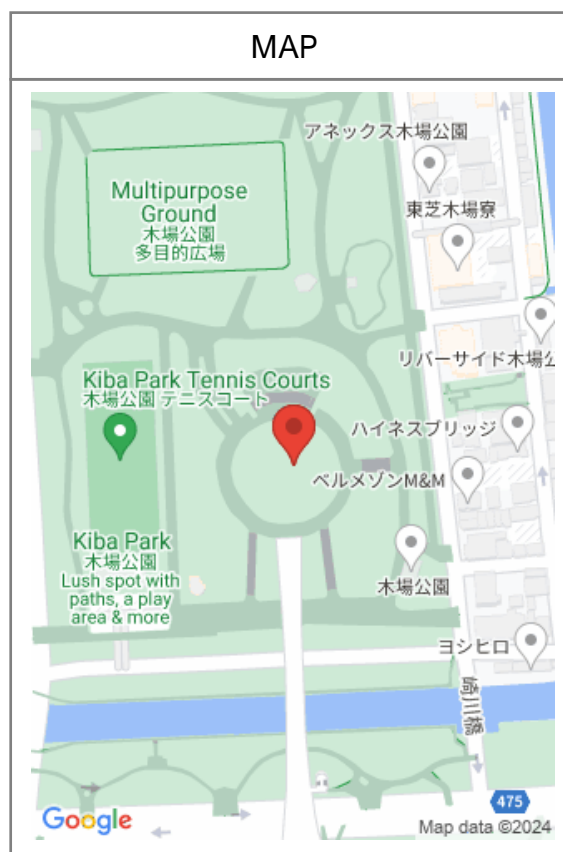 MAP
アネックス木場公園
Multipurpose
Ground
木場公園
多目的広場
東芝木場寮
リバーサイド木場公
Kiba Park Tennis Courts
木場公園 テニスコート
ハイネスブリッジ
ベルメゾンM&M
Kiba Park
木場公園
Lush spot with
paths, a play
area & more
木場公園
ヨシヒロ
崎川橋
475
Google
Map data ©2024